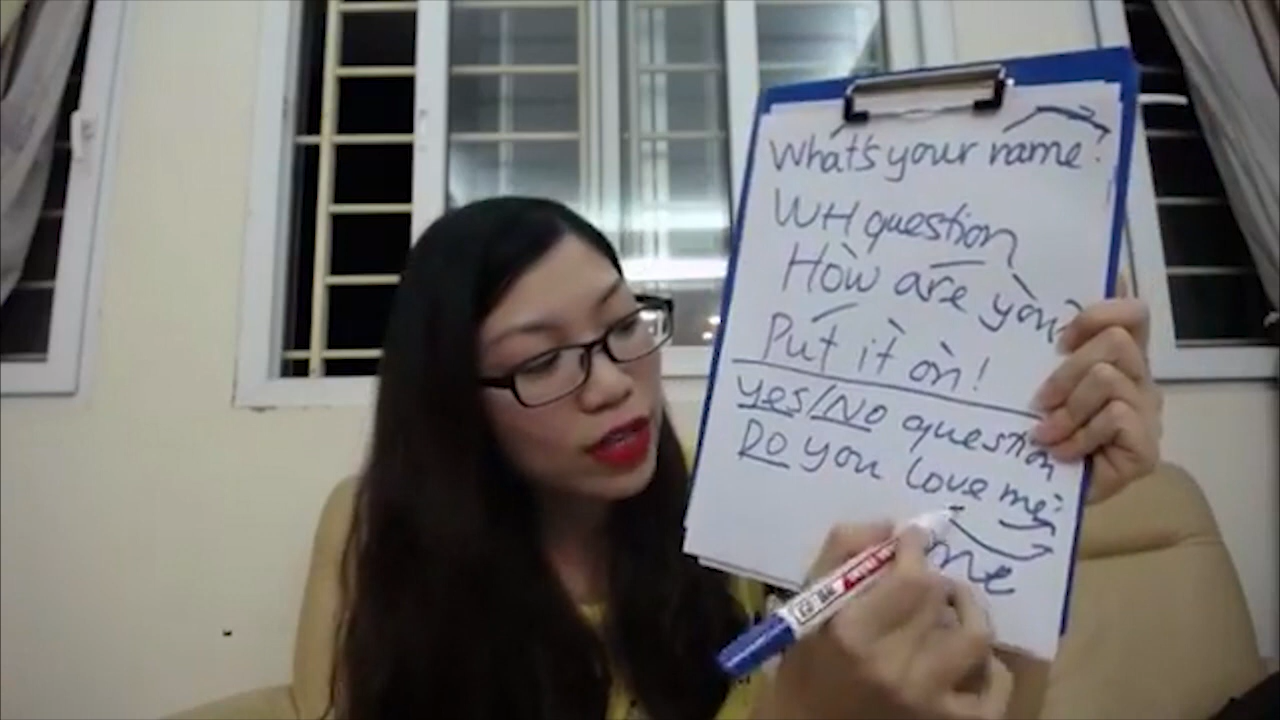 What's your name?
WH question
How are you?
Put it on!
Yes/No question
Do you love me?
me